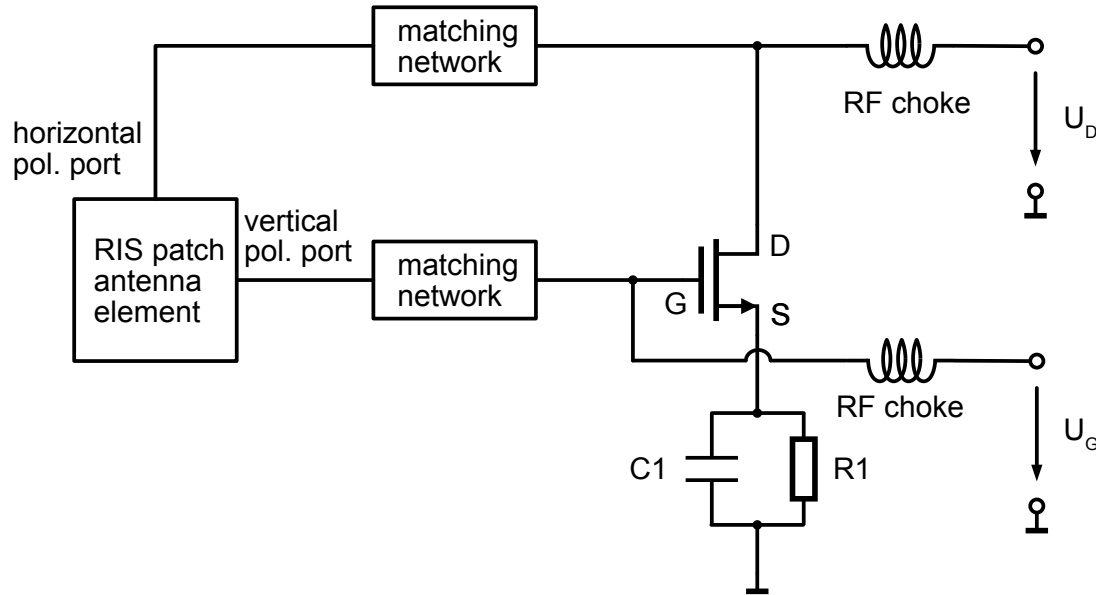 matching
network
RF choke
U_D
horizontal
pol. port
RIS patch
antenna
element
vertical
pol. port
matching
network
D
G
S
RF choke
U_G
C1
R1